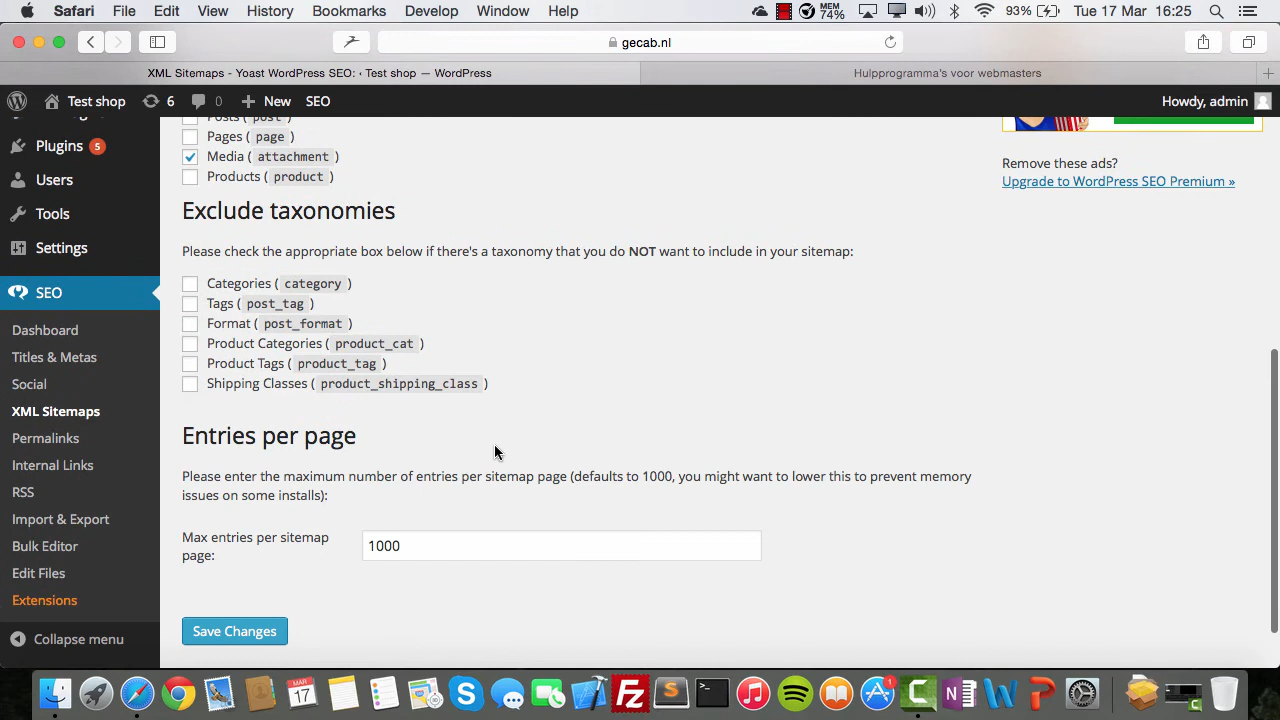 Safari File Edit View History Bookmarks Develop Window Help MEM 74% 93% Tue 17 Mar 16:25
gecab.nl
XML Sitemaps - Yoast WordPress SEO: ‹ Test shop — WordPress Hulpprogramma's voor webmasters
Test shop 6 0 New SEO Howdy, admin
Posts ( post )
Pages ( page )
Media ( attachment )
Products ( product )
Exclude taxonomies
Please check the appropriate box below if there's a taxonomy that you do NOT want to include in your sitemap:
Categories ( category )
Tags ( post_tag )
Format ( post_format )
Product Categories ( product_cat )
Product Tags ( product_tag )
Shipping Classes ( product_shipping_class )
Entries per page
Please enter the maximum number of entries per sitemap page (defaults to 1000, you might want to lower this to prevent memory
issues on some installs):
Max entries per sitemap
page:
1000
Save Changes
Remove these ads?
Upgrade to WordPress SEO Premium »
Plugins 5
Users
Tools
Settings
SEO
Dashboard
Titles & Metas
Social
XML Sitemaps
Permalinks
Internal Links
RSS
Import & Export
Bulk Editor
Edit Files
Extensions
Collapse menu
MAR
17
1